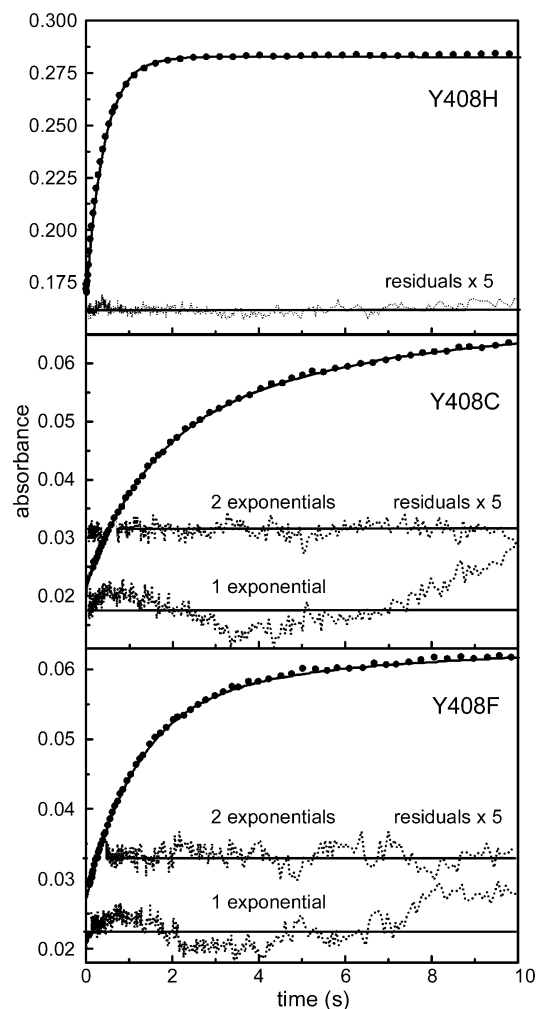 0.300
0.275
Y408H
0.250
0.225
0.200
0.175
residuals x 5
0.06
Y408C
0.05
absorbance
0.04
2 exponentials residuals x 5
0.03
1 exponential
0.02
0.06
Y408F
0.05
0.04
2 exponentials residuals x 5
0.03
1 exponential
0.02
0 2 4 6 8 10
time (s)